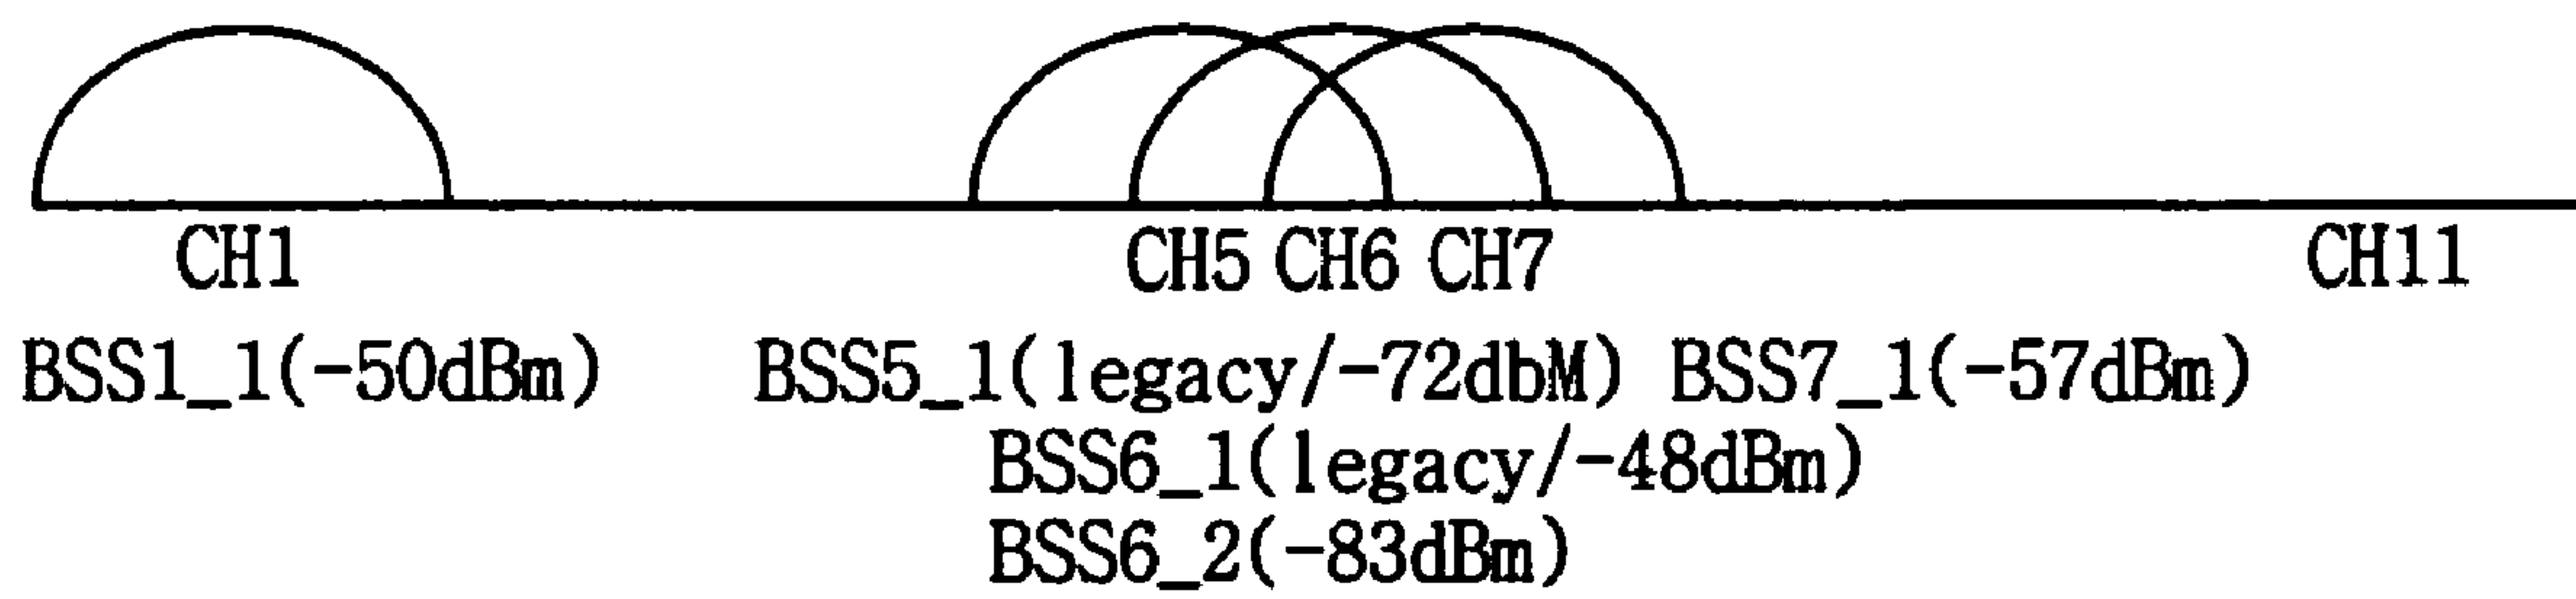 CH1 CH5 CH6 CH7 CH11
BSS1_1(-50dBm) BSS5_1(legacy/-72dbM) BSS7_1(-57dBm)
BSS6_1(legacy/-48dBm)
BSS6_2(-83dBm)